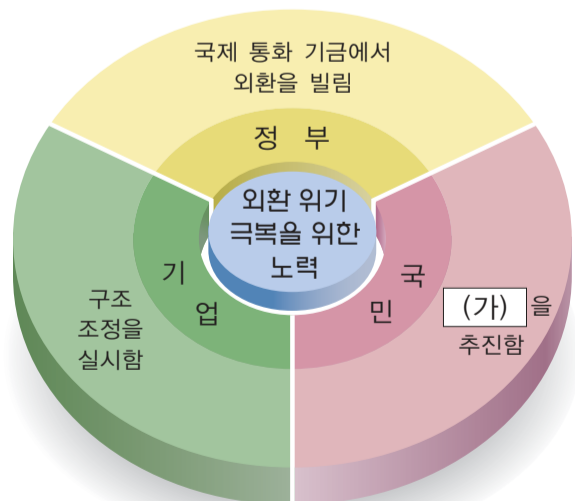 국제 통화 기금에서
외환을 빌림
정 부
외환 위기
극복을 위한
노력
기
업
구조
조정을
실시함
국
민
(가) 을
추진함